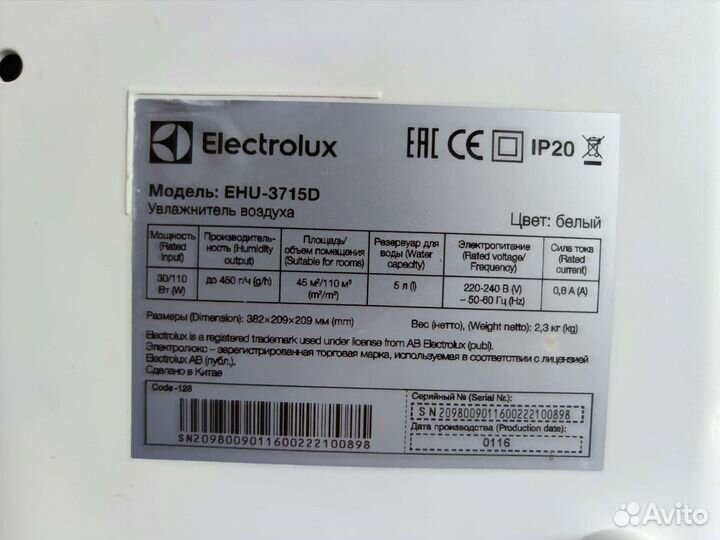 Electrolux
EAC CE IP20
Модель: EHU-3715D
Увлажнитель воздуха
Цвет: белый
Мощность (Rated input)
Производитель-ность (Humidity output)
Площадь/объем помещения (Suitable for rooms)
Резервуар для воды (Water capacity)
Электропитание (Rated voltage/Frequency)
Сила тока (Rated current)
30/110 Вт (W)
до 450 г/ч (g/h)
45 м²/110 м³ (m²/m³)
5 л (l)
220-240 В (V) ~ 50-60 Гц (Hz)
0,6 А (A)
Размеры (Dimension): 382×209×209 мм (mm)
Вес (нетто), (Weight netto): 2,3 кг (kg)
Electrolux is a registered trademark used under license from AB Electrolux (publ).
Электролюкс – зарегистрированная торговая марка, используемая в соответствии с лицензией
Electrolux AB (публ.).
Сделано в Китае
Code -128
SN2098009011600222100898
Серийный № (Serial Nr.):
SN2098009011600222100898
Дата производства (Production date):
0116
Avito